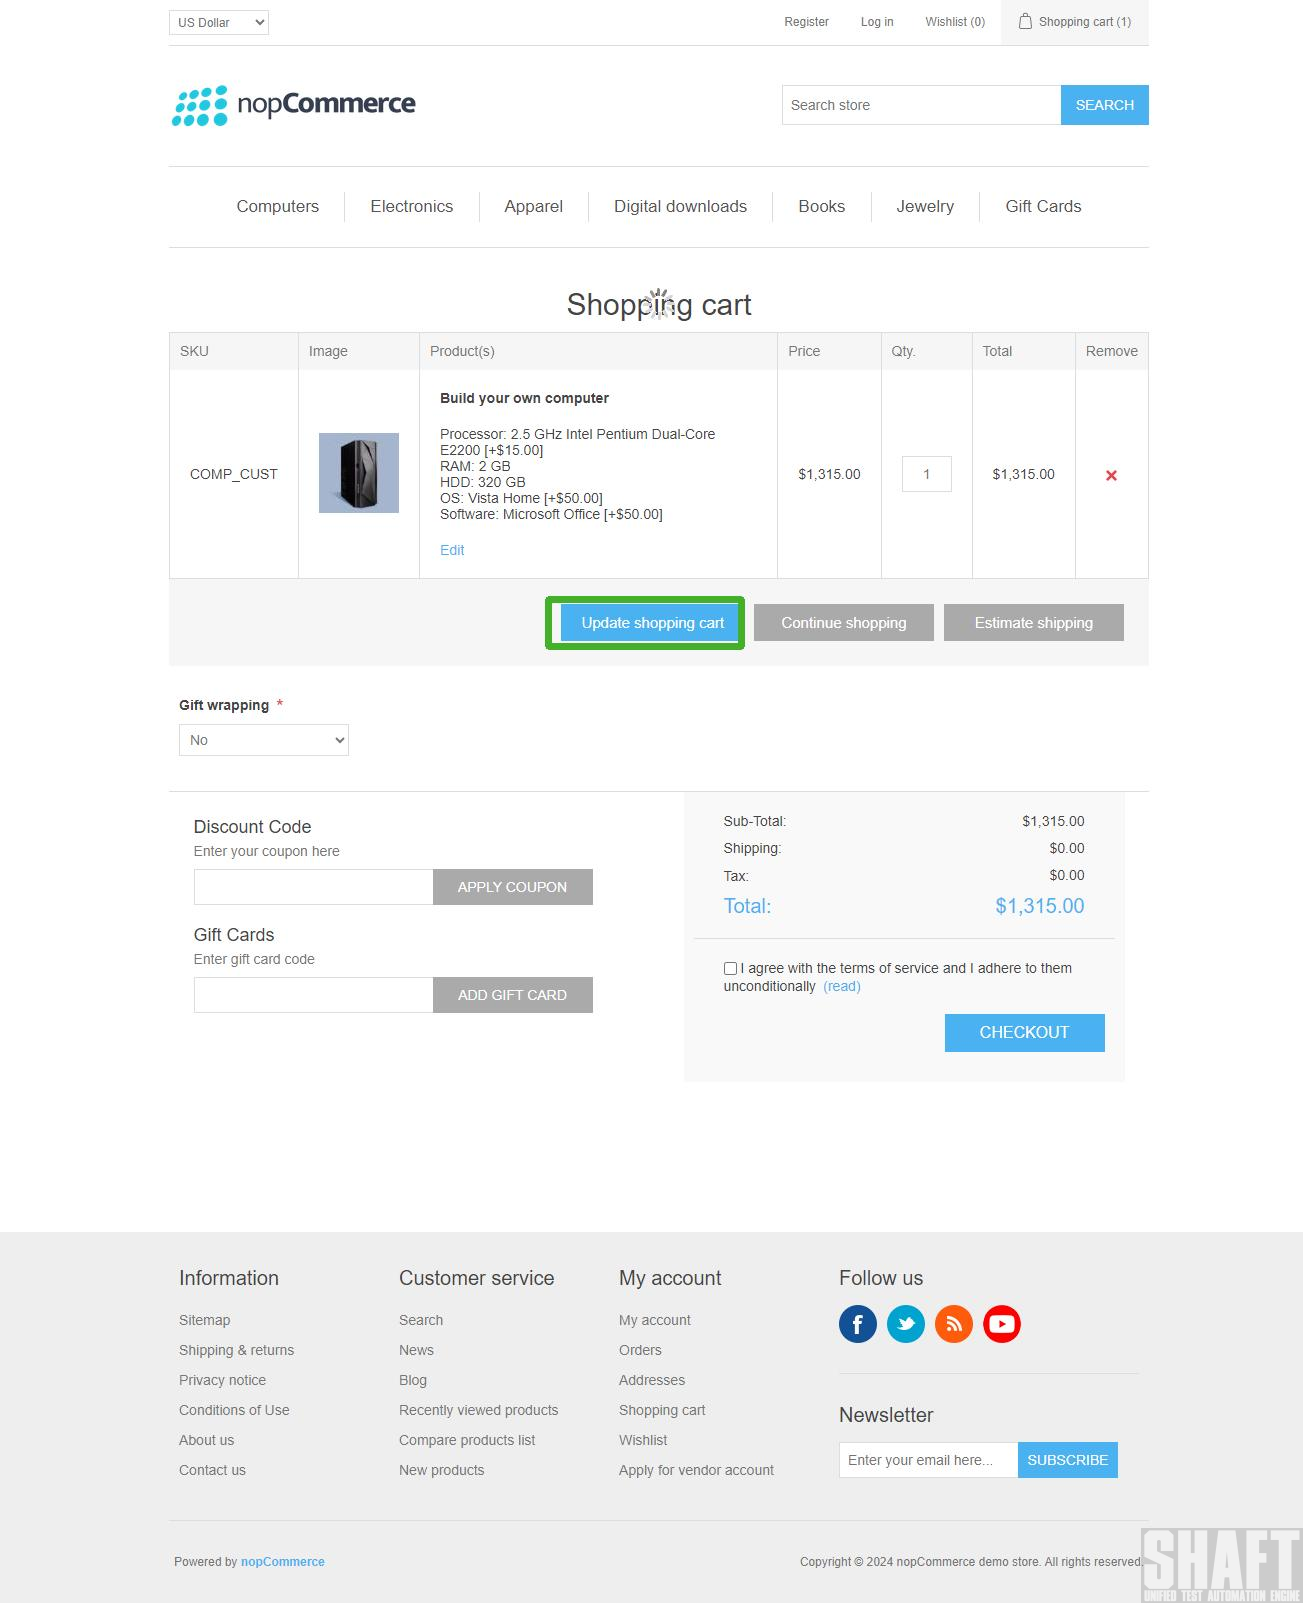 US Dollar
Register
Log in
Wishlist (0)
Shopping cart (1)
nopCommerce
Search store
SEARCH
Computers
Electronics
Apparel
Digital downloads
Books
Jewelry
Gift Cards
Shopping cart
SKU
Image
Product(s)
Price
Qty.
Total
Remove
COMP_CUST
Build your own computer
Processor: 2.5 GHz Intel Pentium Dual-Core
E2200 [+$15.00]
RAM: 2 GB
HDD: 320 GB
OS: Vista Home [+$50.00]
Software: Microsoft Office [+$50.00]
Edit
$1,315.00
1
$1,315.00
Update shopping cart
Continue shopping
Estimate shipping
Gift wrapping *
No
Discount Code
Enter your coupon here
APPLY COUPON
Gift Cards
Enter gift card code
ADD GIFT CARD
Sub-Total: $1,315.00
Shipping: $0.00
Tax: $0.00
Total: $1,315.00
I agree with the terms of service and I adhere to them
unconditionally (read)
CHECKOUT
Information
Sitemap
Shipping & returns
Privacy notice
Conditions of Use
About us
Contact us
Customer service
Search
News
Blog
Recently viewed products
Compare products list
New products
My account
My account
Orders
Addresses
Shopping cart
Wishlist
Apply for vendor account
Follow us
Newsletter
Enter your email here...
SUBSCRIBE
Powered by nopCommerce
Copyright © 2024 nopCommerce demo store. All rights reserved.
SHAFT
UNIFIED TEST AUTOMATION ENGINE